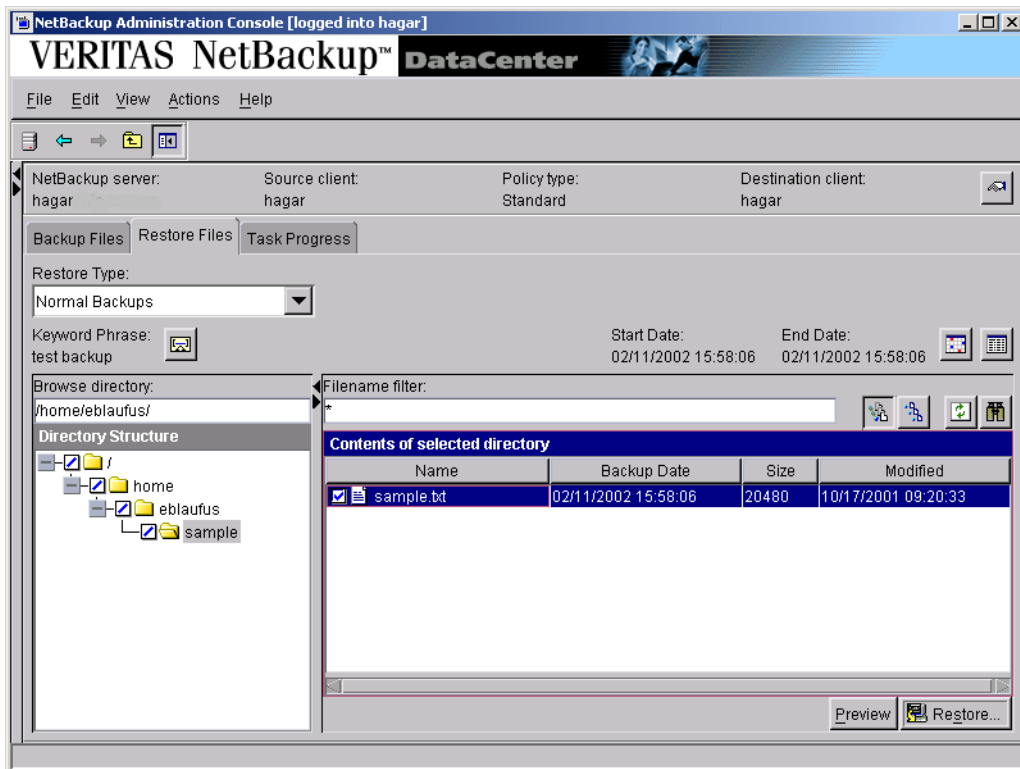 NetBackup Administration Console [logged into hagar]
VERITAS NetBackup™ DataCenter
File Edit View Actions Help
NetBackup server: Source client: Policy type: Destination client:
hagar hagar Standard hagar
Backup Files Restore Files Task Progress
Restore Type:
Normal Backups
Keyword Phrase: Start Date: End Date:
test backup 02/11/2002 15:58:06 02/11/2002 15:58:06
Browse directory: Filename filter:
/home/eblaufus/ *
Directory Structure Contents of selected directory
Name Backup Date Size Modified
sample.txt 02/11/2002 15:58:06 20480 10/17/2001 09:20:33
/
home
eblaufus
sample
Preview Restore...